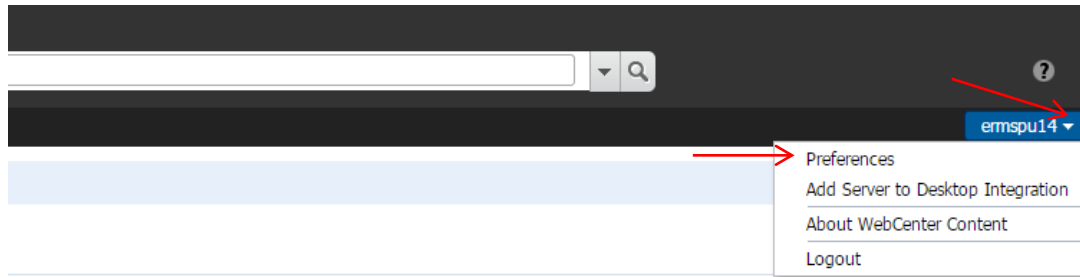 ?
ermspu14
Preferences
Add Server to Desktop Integration
About WebCenter Content
Logout